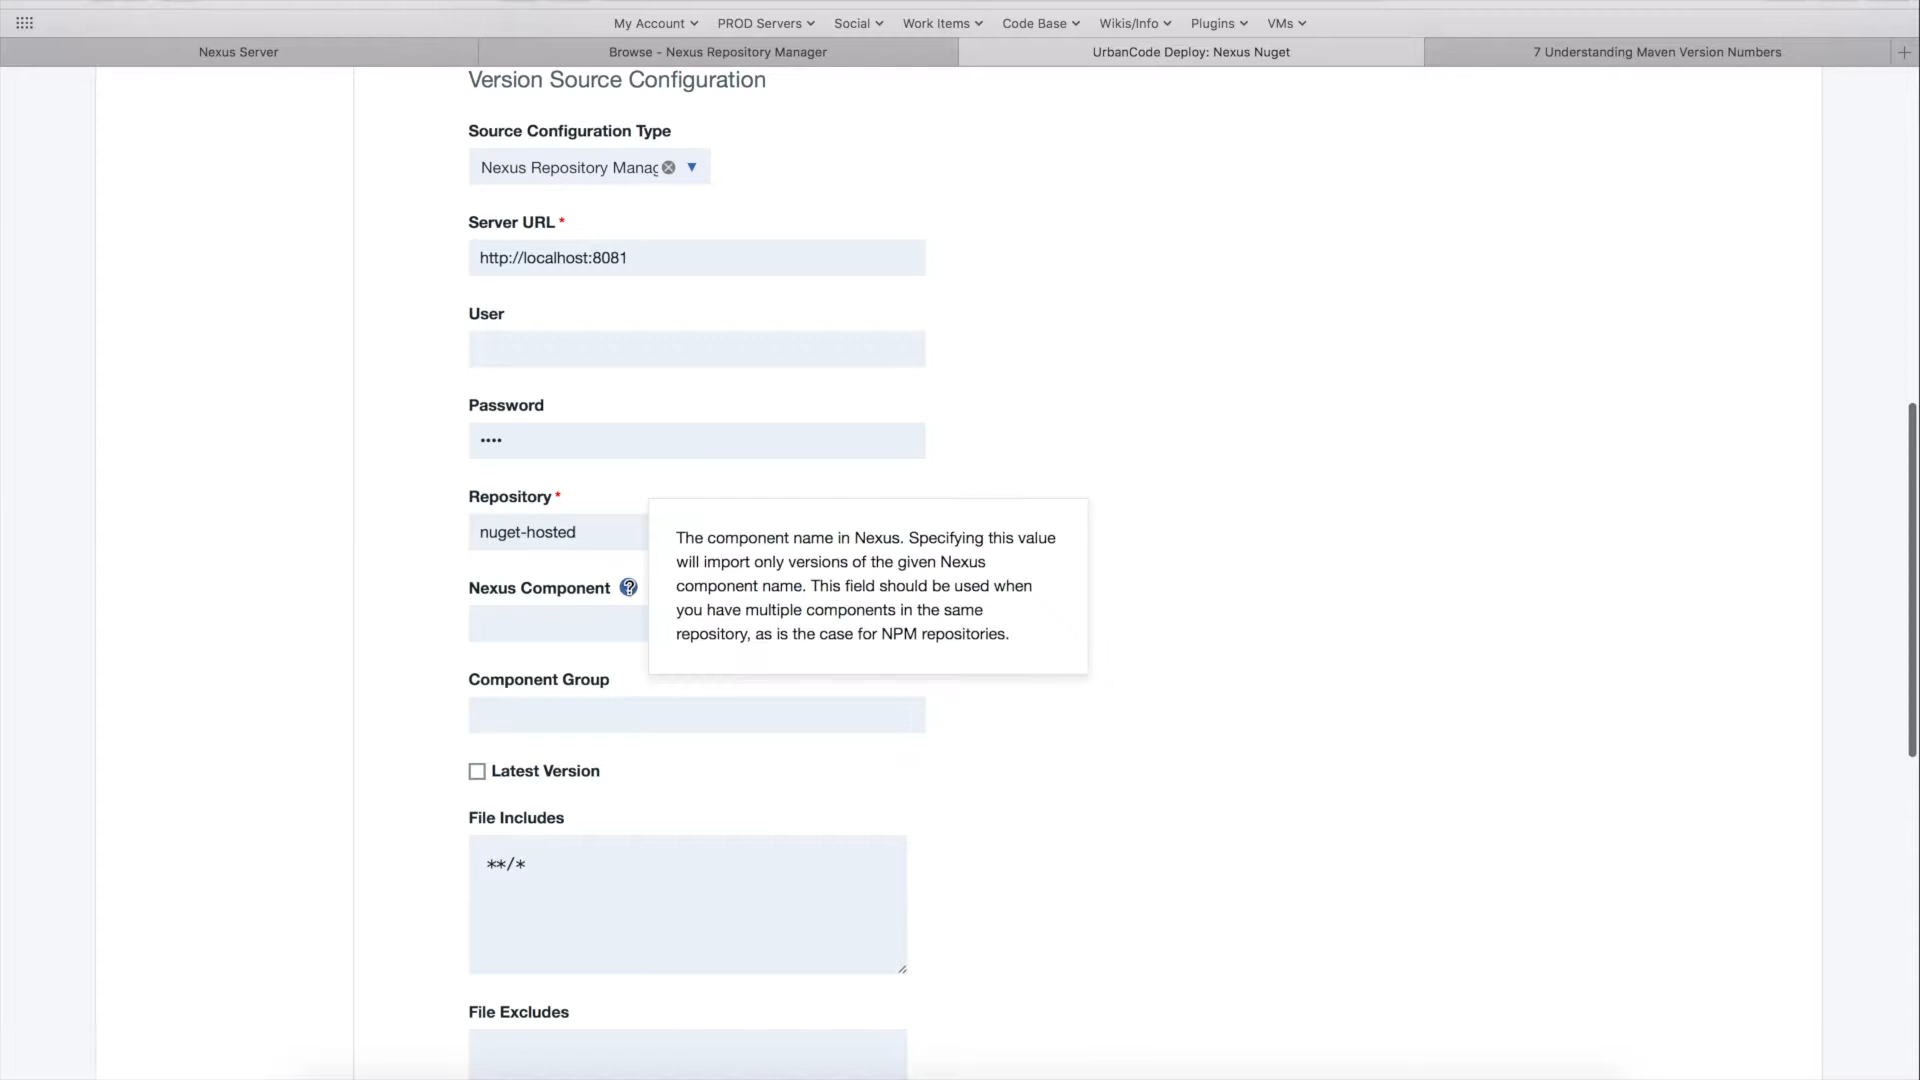 My Account PROD Servers Social Work Items Code Base Wikis/Info Plugins VMs
Nexus Server Browse - Nexus Repository Manager UrbanCode Deploy: Nexus Nuget 7 Understanding Maven Version Numbers +
Version Source Configuration
Source Configuration Type
Nexus Repository Manag
Server URL *
http://localhost:8081
User
Password
••••
Repository *
nuget-hosted
The component name in Nexus. Specifying this value
will import only versions of the given Nexus
component name. This field should be used when
you have multiple components in the same
repository, as is the case for NPM repositories.
Nexus Component ?
Component Group
Latest Version
File Includes
**/*
File Excludes